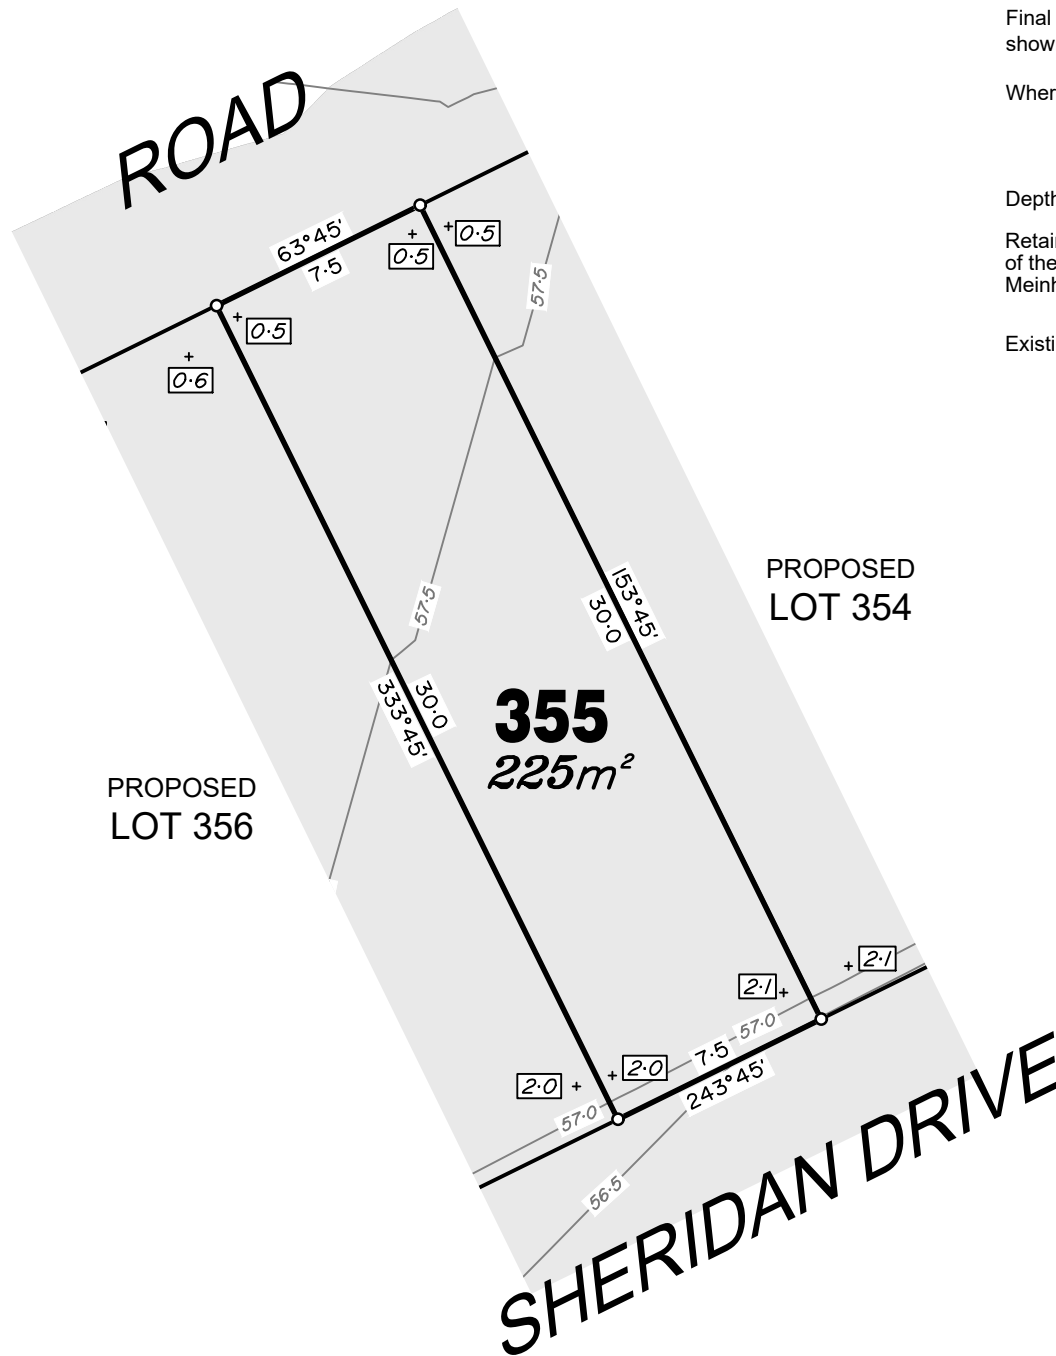 Final
show
Wher
Depth
Retain
of the
Meinh
Existi
ROAD
63°45'
7·5
0·5
0·5
0·5
0·6
57·5
57·5
153°45'
30·0
PROPOSED
LOT 354
30·0
333°45'
355
225m²
PROPOSED
LOT 356
2·1
2·1
57·0
7·5
243°45'
2·0
2·0
57·0
56·5
SHERIDAN DRIVE